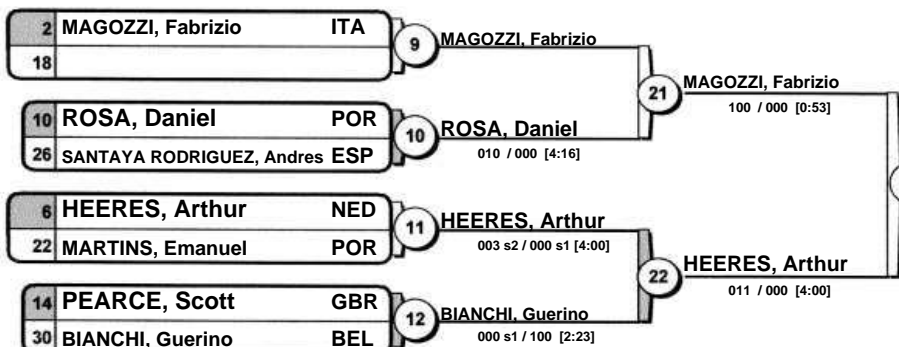 2 MAGOZZI, Fabrizio ITA
18
9
MAGOZZI, Fabrizio
10 ROSA, Daniel POR
26 SANTAYA RODRIGUEZ, Andres ESP
10
ROSA, Daniel
010 / 000 [4:16]
21
MAGOZZI, Fabrizio
100 / 000 [0:53]
6 HEERES, Arthur NED
22 MARTINS, Emanuel POR
11
HEERES, Arthur
003 s2 / 000 s1 [4:00]
14 PEARCE, Scott GBR
30 BIANCHI, Guerino BEL
12
BIANCHI, Guerino
000 s1 / 100 [2:23]
22
HEERES, Arthur
011 / 000 [4:00]